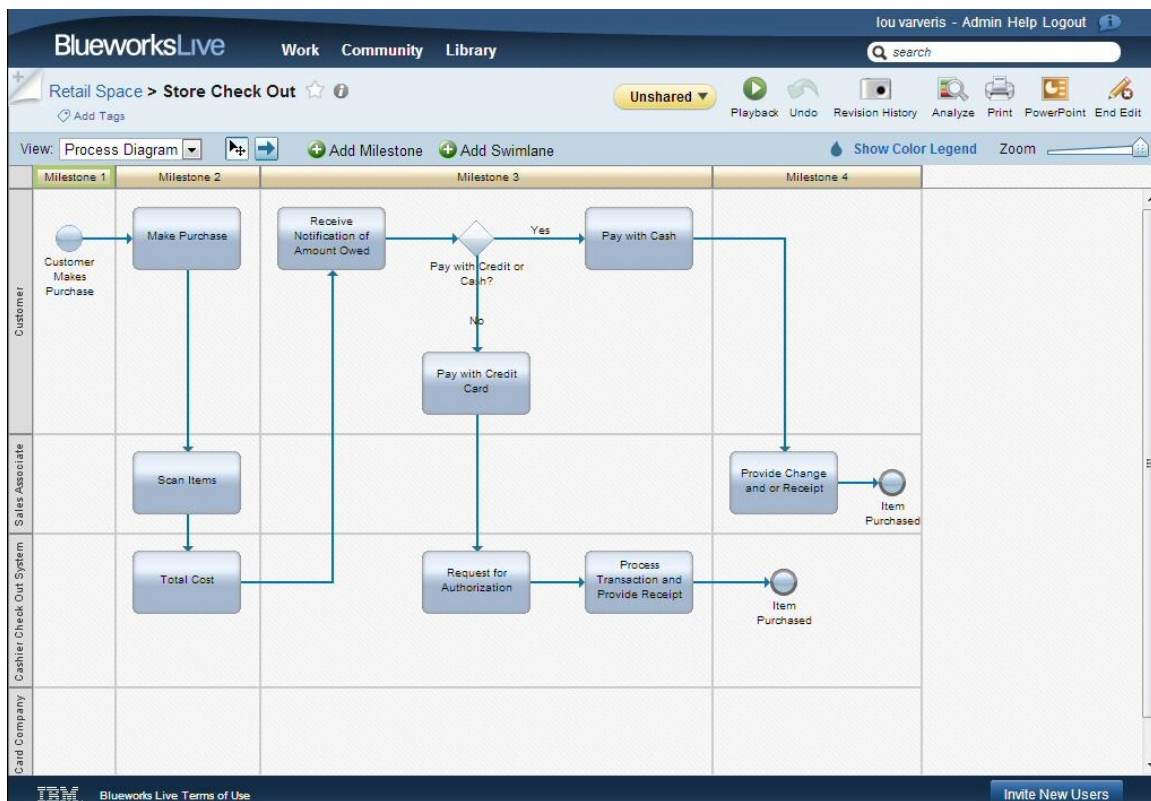 lou varveris - Admin Help Logout
BlueworksLive
Work Community Library
search
Retail Space > Store Check Out
Add Tags
Unshared
Playback Undo Revision History Analyze Print PowerPoint End Edit
View: Process Diagram
Add Milestone
Add Swimlane
Show Color Legend
Zoom
Milestone 1
Milestone 2
Milestone 3
Milestone 4
Customer
Customer
Makes
Purchase
Make Purchase
Receive
Notification of
Amount Owed
Pay with Credit or
Cash?
Yes
Pay with Cash
No
Pay with Credit
Card
Sales Associate
Scan Items
Provide Change
and or Receipt
Item
Purchased
Cashier Check Out System
Total Cost
Request for
Authorization
Process
Transaction and
Provide Receipt
Item
Purchased
Card Company
IBM.
Blueworks Live Terms of Use
Invite New Users